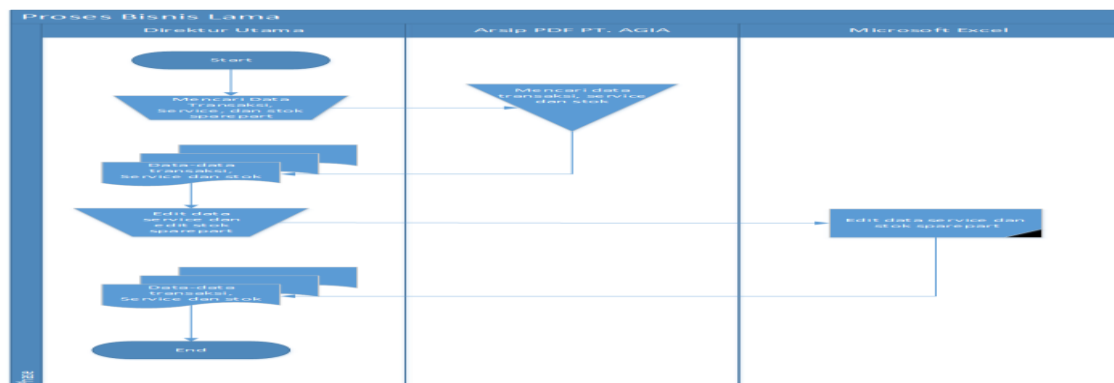 Proses Bisnis Lama
Direktur Utama
Arsip PDF PT. AGIA
Microsoft Excel
Start
Mencari Data
Transaksi,
Service, dan stok
sparepart
Mencari data
transaksi, service
dan stok
Data-data
transaksi,
Service dan stok
Edit data
service dan
edit stok
sparepart
Edit data service dan
stok sparepart
Data-data
transaksi,
Service dan stok
End